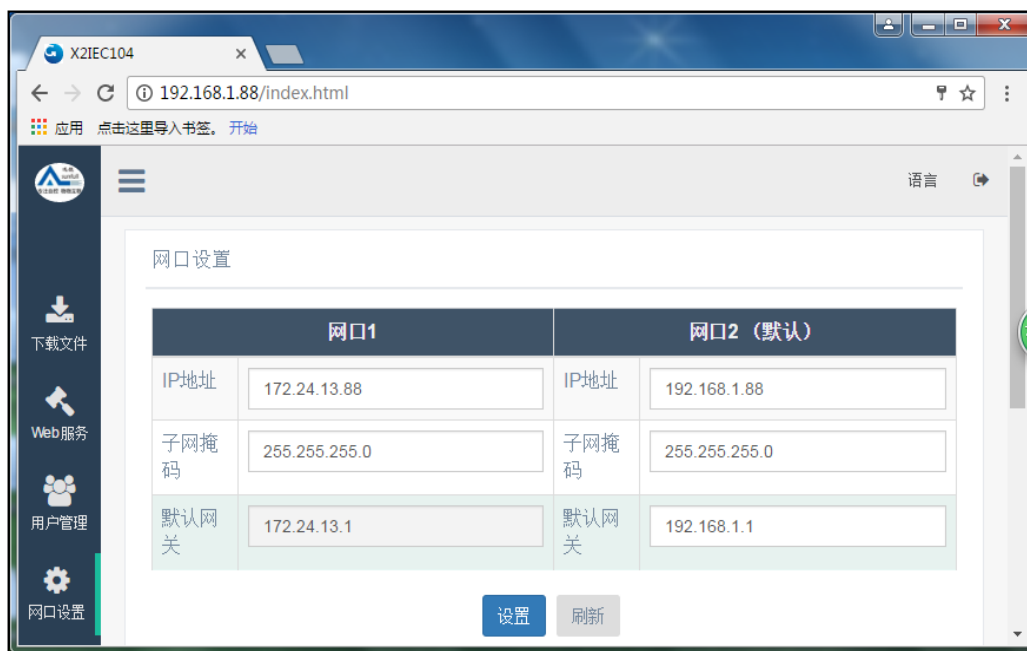 X2IEC104
192.168.1.88/index.html
应用 点击这里导入书签。 开始
语言
网口设置
网口1 网口2（默认）
IP地址 172.24.13.88 IP地址 192.168.1.88
子网掩码 255.255.255.0 子网掩码 255.255.255.0
默认网关 172.24.13.1 默认网关 192.168.1.1
设置 刷新
下载文件
Web服务
用户管理
网口设置